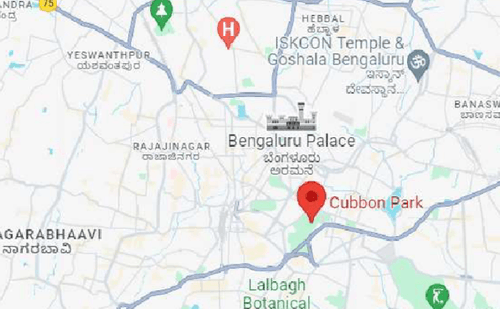 75
HEBBAL
ಹೆಬ್ಬಾಳ
H
ISKCON Temple &
Goshala Bengaluru
ಇಸ್ಕಾನ್
ದೇವಸ್ತಾನ...
YESWANTHPUR
ಯಶವಂತಪುರ
RAJAJINAGAR
ರಾಜಾಜಿನಗರ
Bengaluru Palace
ಬೆಂಗಳೂರು
ಅರಮನೆ
BANASW
ಬಾಣಸವ
Cubbon Park
AGARABHAAVI
ನಾಗರಬಾವಿ
Lalbagh
Botanical